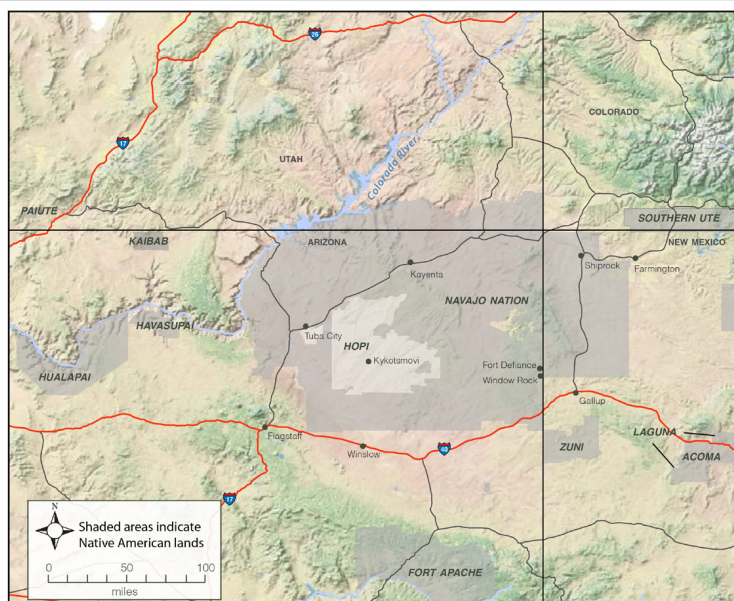 25
17
COLORADO
UTAH
Colorado River
PAIUTE
SOUTHERN UTE
KAIBAB
ARIZONA
NEW MEXICO
Shiprock
Farmington
Kayenta
NAVAJO NATION
HAVASUPAI
Tuba City
HOPI
Kykotsmovi
Fort Defiance
HUALAPAI
Window Rock
Gallup
Flagstaff
LAGUNA
Winslow
40
ZUNI
ACOMA
17
N
Shaded areas indicate
Native American lands
0 50 100
miles
FORT APACHE